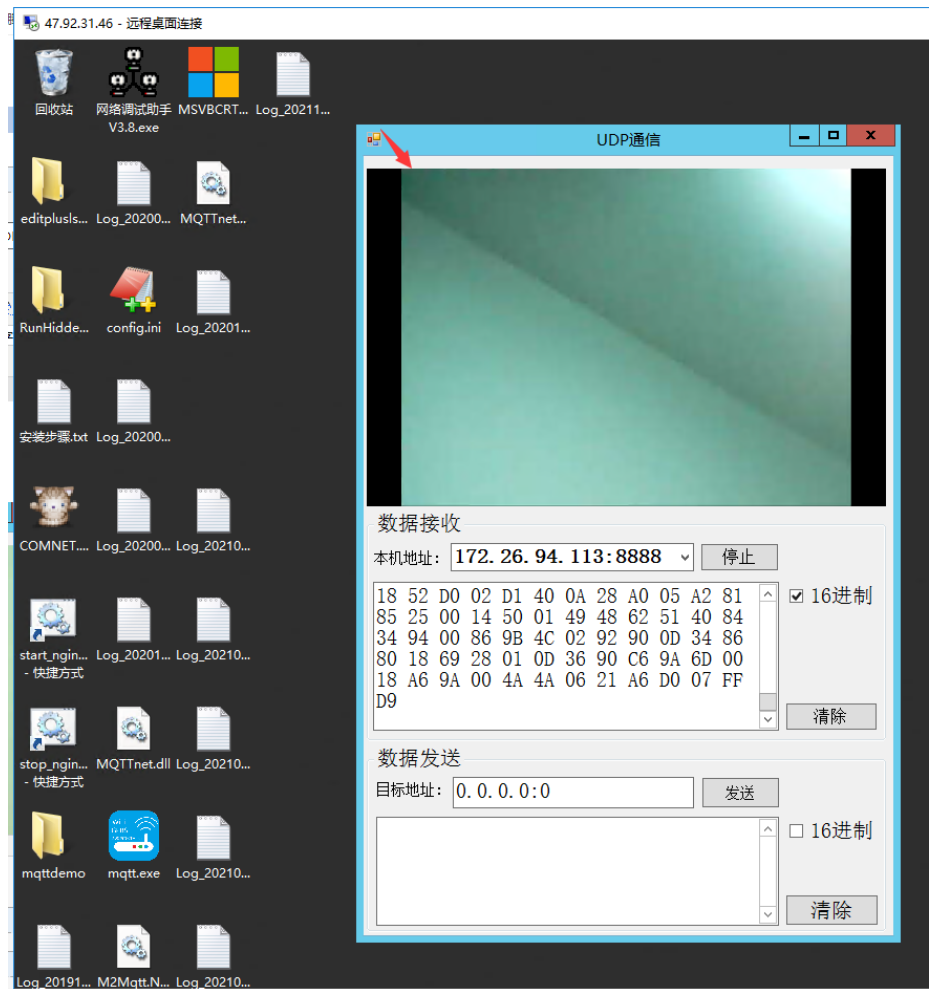 47.92.31.46 - 远程桌面连接
回收站
网络调试助手
V3.8.exe
MSVBCRT...
Log_20211...
editplusls...
Log_20200...
MQTTnet...
RunHidde...
config.ini
Log_20201...
安装步骤.txt
Log_20200...
COMNET....
Log_20200...
Log_20210...
start_ngin...
- 快捷方式
Log_20201...
Log_20210...
stop_ngin...
- 快捷方式
MQTTnet.dll
Log_20210...
mqttdemo
mqtt.exe
Log_20210...
Log_20191...
M2Mqtt.N...
Log_20210...
UDP通信
数据接收
本机地址: 172.26.94.113:8888 停止
18 52 D0 02 D1 40 0A 28 A0 05 A2 81
85 25 00 14 50 01 49 48 62 51 40 84
34 94 00 86 9B 4C 02 92 90 0D 34 86
80 18 69 28 01 0D 36 90 C6 9A 6D 00
18 A6 9A 00 4A 4A 06 21 A6 D0 07 FF
D9
16进制
清除
数据发送
目标地址: 0.0.0.0:0 发送
16进制
清除